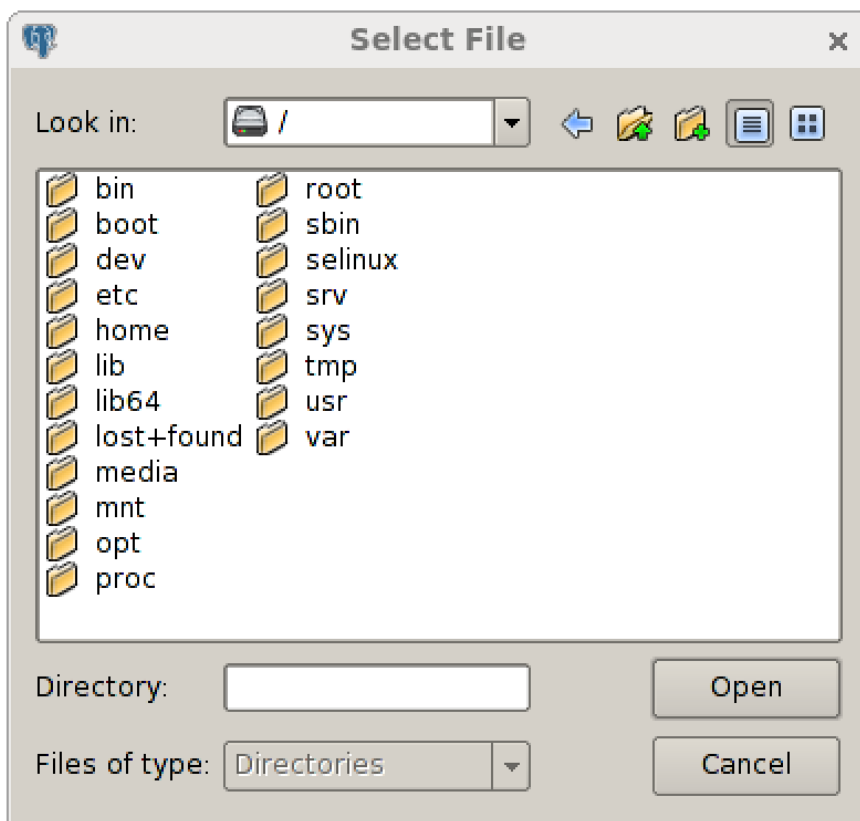 Select File
Look in: /
bin
boot
dev
etc
home
lib
lib64
lost+found
media
mnt
opt
proc
root
sbin
selinux
srv
sys
tmp
usr
var
Directory:
Open
Files of type: Directories
Cancel